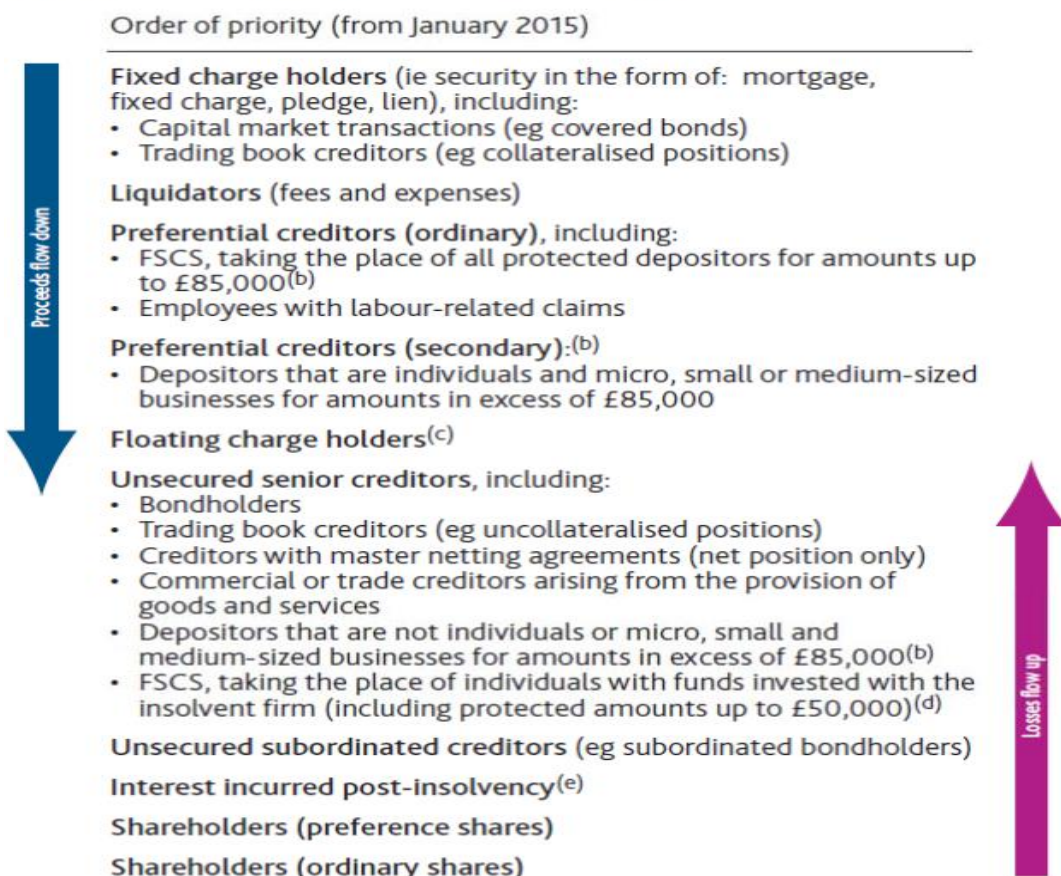 Order of priority (from January 2015)
Fixed charge holders (ie security in the form of: mortgage,
fixed charge, pledge, lien), including:
• Capital market transactions (eg covered bonds)
• Trading book creditors (eg collateralised positions)
Liquidators (fees and expenses)
Preferential creditors (ordinary), including:
• FSCS, taking the place of all protected depositors for amounts up
to £85,000(b)
• Employees with labour-related claims
Preferential creditors (secondary):(b)
• Depositors that are individuals and micro, small or medium-sized
businesses for amounts in excess of £85,000
Floating charge holders(c)
Unsecured senior creditors, including:
• Bondholders
• Trading book creditors (eg uncollateralised positions)
• Creditors with master netting agreements (net position only)
• Commercial or trade creditors arising from the provision of
goods and services
• Depositors that are not individuals or micro, small and
medium-sized businesses for amounts in excess of £85,000(b)
• FSCS, taking the place of individuals with funds invested with the
insolvent firm (including protected amounts up to £50,000)(d)
Unsecured subordinated creditors (eg subordinated bondholders)
Interest incurred post-insolvency(e)
Shareholders (preference shares)
Shareholders (ordinary shares)
Proceeds flow down
Losses flow up